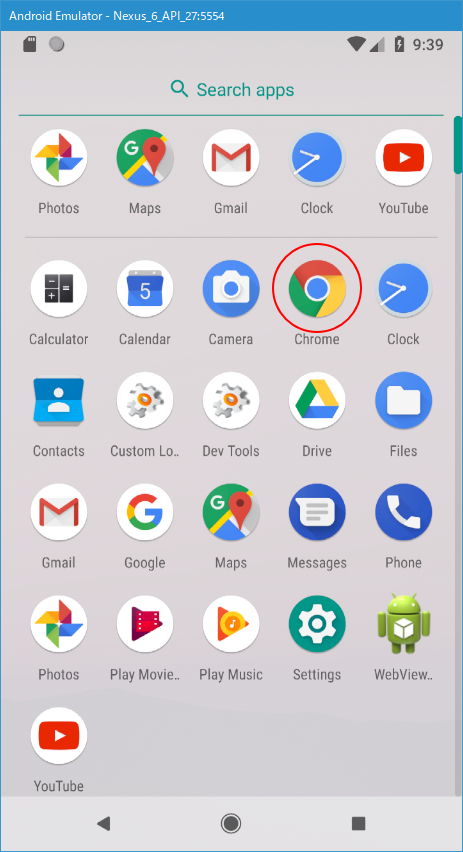 Android Emulator - Nexus_6_API_27:5554
9:39
Search apps
Photos Maps Gmail Clock YouTube
5
Calculator Calendar Camera Chrome Clock
Contacts Custom Lo.. Dev Tools Drive Files
Gmail Google Maps Messages Phone
Photos Play Movie.. Play Music Settings WebView..
YouTube